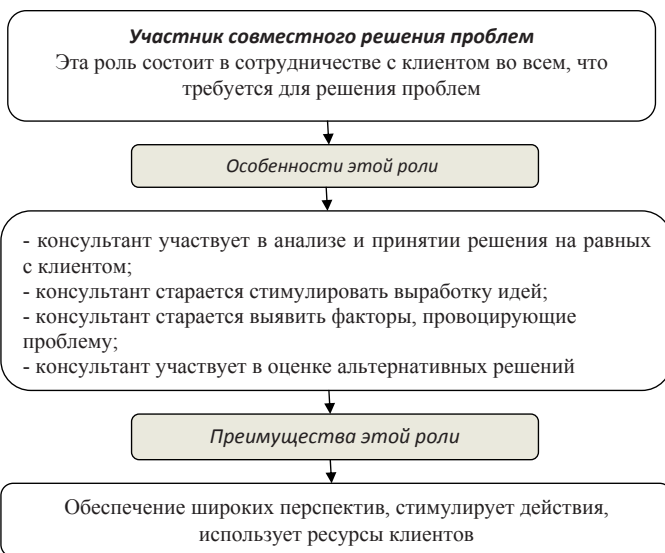 Участник совместного решения проблем
Эта роль состоит в сотрудничестве с клиентом во всем, что
требуется для решения проблем
Особенности этой роли
- консультант участвует в анализе и принятии решения на равных
с клиентом;
- консультант старается стимулировать выработку идей;
- консультант старается выявить факторы, провоцирующие
проблему;
- консультант участвует в оценке альтернативных решений
Преимущества этой роли
Обеспечение широких перспектив, стимулирует действия,
использует ресурсы клиентов